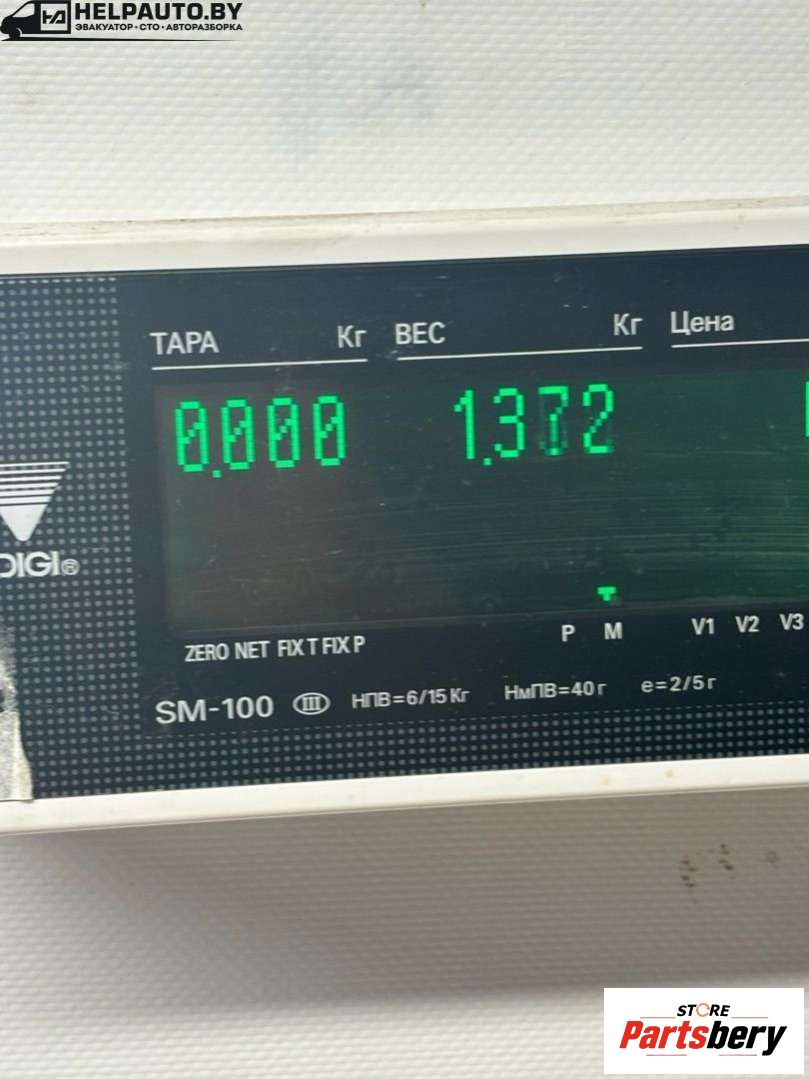 HELPAUTO.BY
ЭВАКУАТОР•СТО•АВТОРАЗБОРКА
ТАРА Кг ВЕС Кг Цена
0.000 1.372
DIGI®
ZERO NET FIX T FIX P P M V1 V2 V3
SM-100 III НПВ=6/15 Кг НмПВ=40 г e=2/5 г
STORE
Partsbery